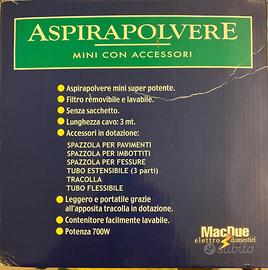 ASPIRAPOLVERE
MINI CON ACCESSORI
Aspirapolvere mini super potente.
Filtro rèmovibile e lavabile.
Senza sacchetto.
Lunghezza cavo: 3 mt.
Accessori in dotazione:
SPAZZOLA PER PAVIMENTI
SPAZZOLA PER IMBOTTITI
SPAZZOLA PER FESSURE
TUBO ESTENSIBILE (3 parti)
TRACOLLA
TUBO FLESSIBILE
Leggero e portatile grazie
all'apposita tracolla in dotazione.
Contenitore facilmente lavabile.
Potenza 700W
MacDue
elettro domestici
subito